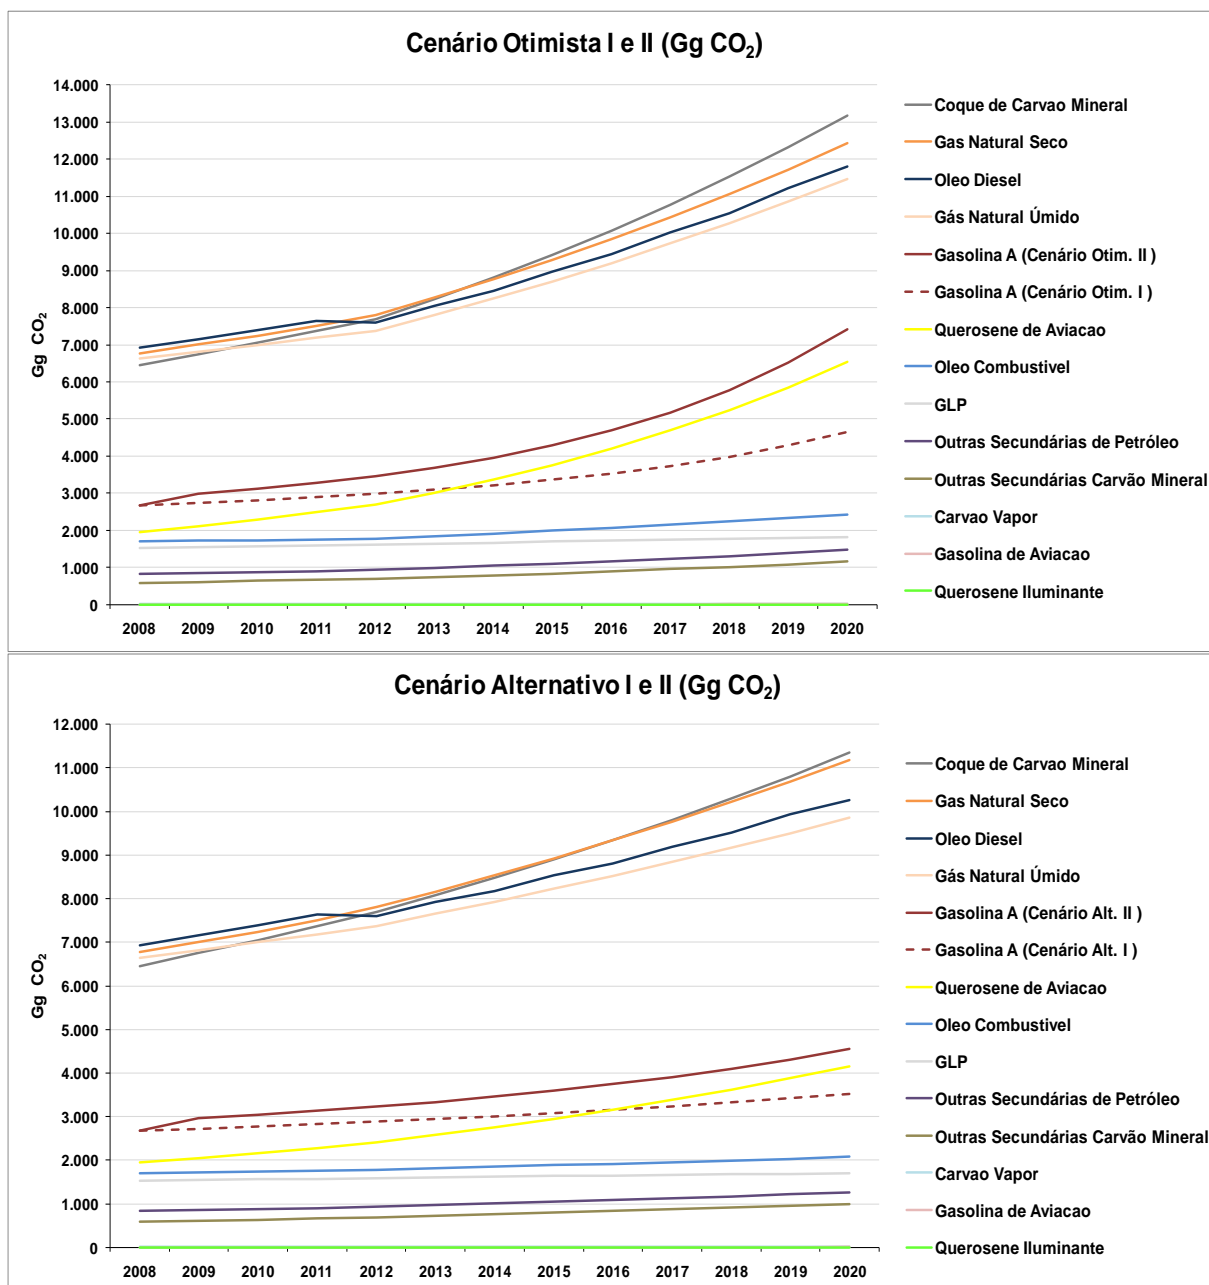 Cenário Otimista I e II (Gg CO₂)
Gg CO₂
14.000
13.000
12.000
11.000
10.000
9.000
8.000
7.000
6.000
5.000
4.000
3.000
2.000
1.000
0
2008 2009 2010 2011 2012 2013 2014 2015 2016 2017 2018 2019 2020
Coque de Carvao Mineral
Gas Natural Seco
Oleo Diesel
Gás Natural Úmido
Gasolina A (Cenário Otim. II )
Gasolina A (Cenário Otim. I )
Querosene de Aviacao
Oleo Combustivel
GLP
Outras Secundárias de Petróleo
Outras Secundárias Carvão Mineral
Carvao Vapor
Gasolina de Aviacao
Querosene Iluminante
Cenário Alternativo I e II (Gg CO₂)
Gg CO₂
12.000
11.000
10.000
9.000
8.000
7.000
6.000
5.000
4.000
3.000
2.000
1.000
0
2008 2009 2010 2011 2012 2013 2014 2015 2016 2017 2018 2019 2020
Coque de Carvao Mineral
Gas Natural Seco
Oleo Diesel
Gás Natural Úmido
Gasolina A (Cenário Alt. II )
Gasolina A (Cenário Alt. I )
Querosene de Aviacao
Oleo Combustivel
GLP
Outras Secundárias de Petróleo
Outras Secundárias Carvão Mineral
Carvao Vapor
Gasolina de Aviacao
Querosene Iluminante